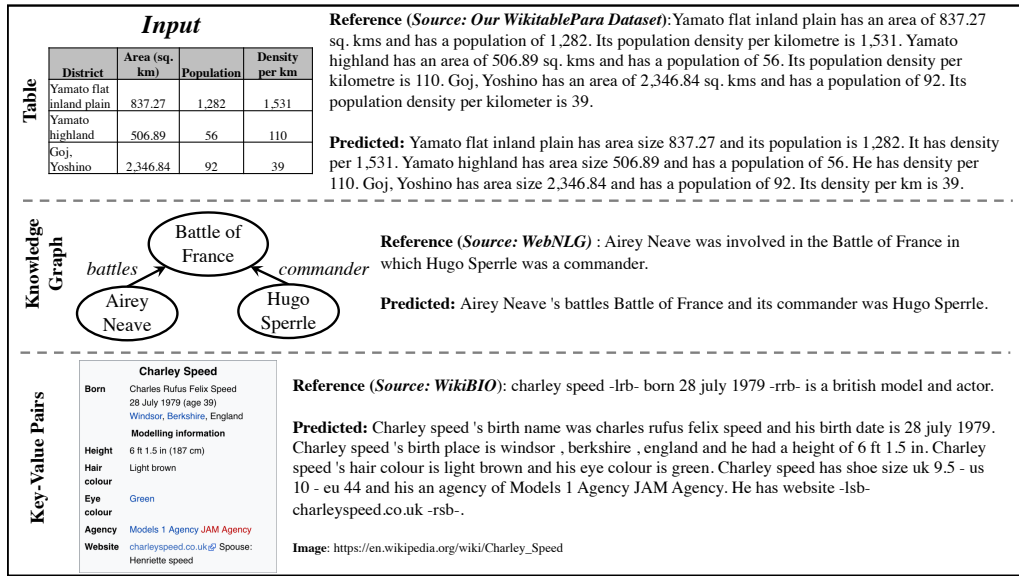 Input
Table
District Area (sq. km) Population Density per km
Yamato flat inland plain 837.27 1,282 1,531
Yamato highland 506.89 56 110
Goj, Yoshino 2,346.84 92 39
Reference (Source: Our WikitablePara Dataset):Yamato flat inland plain has an area of 837.27
sq. kms and has a population of 1,282. Its population density per kilometre is 1,531. Yamato
highland has an area of 506.89 sq. kms and has a population of 56. Its population density per
kilometre is 110. Goj, Yoshino has an area of 2,346.84 sq. kms and has a population of 92. Its
population density per kilometer is 39.
Predicted: Yamato flat inland plain has area size 837.27 and its population is 1,282. It has density
per 1,531. Yamato highland has area size 506.89 and has a population of 56. He has density per
110. Goj, Yoshino has area size 2,346.84 and has a population of 92. Its density per km is 39.
Knowledge
Graph
Battle of
France
battles
commander
Airey
Neave
Hugo
Sperrle
Reference (Source: WebNLG) : Airey Neave was involved in the Battle of France in
which Hugo Sperrle was a commander.
Predicted: Airey Neave 's battles Battle of France and its commander was Hugo Sperrle.
Key-Value Pairs
Charley Speed
Born Charles Rufus Felix Speed
28 July 1979 (age 39)
Windsor, Berkshire, England
Modelling information
Height 6 ft 1.5 in (187 cm)
Hair Light brown
colour
Eye Green
colour
Agency Models 1 Agency JAM Agency
Website charleyspeed.co.uk Spouse:
Henriette speed
Reference (Source: WikiBIO): charley speed -lrb- born 28 july 1979 -rrb- is a british model and actor.
Predicted: Charley speed 's birth name was charles rufus felix speed and his birth date is 28 july 1979.
Charley speed 's birth place is windsor , berkshire , england and he had a height of 6 ft 1.5 in. Charley
speed 's hair colour is light brown and his eye colour is green. Charley speed has shoe size uk 9.5 - us
10 - eu 44 and his an agency of Models 1 Agency JAM Agency. He has website -lsb-
charleyspeed.co.uk -rsb-.
Image: https://en.wikipedia.org/wiki/Charley_Speed